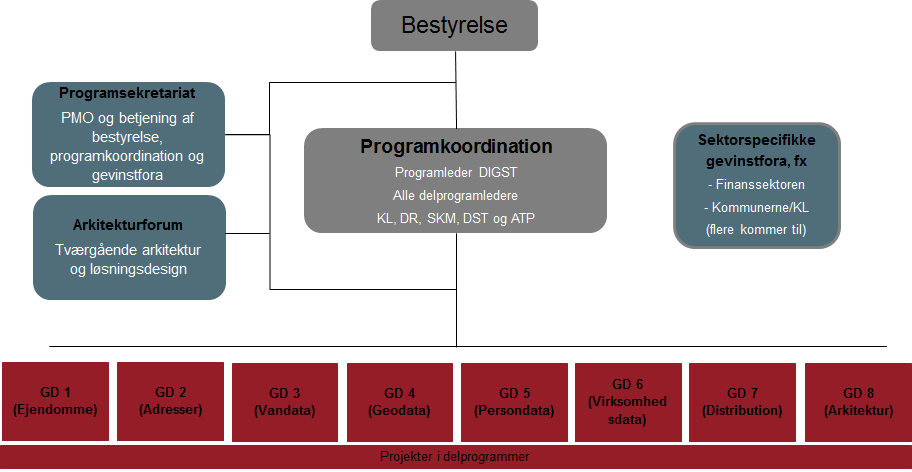 Bestyrelse
Programsekretariat
PMO og betjening af
bestyrelse,
programkoordination og
gevinstfora
Arkitekturforum
Tværgående arkitektur
og løsningsdesign
Programkoordination
Programleder DIGST
Alle delprogramledere
KL, DR, SKM, DST og ATP
Sektorspecifikke
gevinstfora, fx
- Finanssektoren
- Kommunerne/KL
(flere kommer til)
GD 1
(Ejendomme)
GD 2
(Adresser)
GD 3
(Vandata)
GD 4
(Geodata)
GD 5
(Persondata)
GD 6
(Virksomhed
sdata)
GD 7
(Distribution)
GD 8
(Arkitektur)
Projekter i delprogrammer